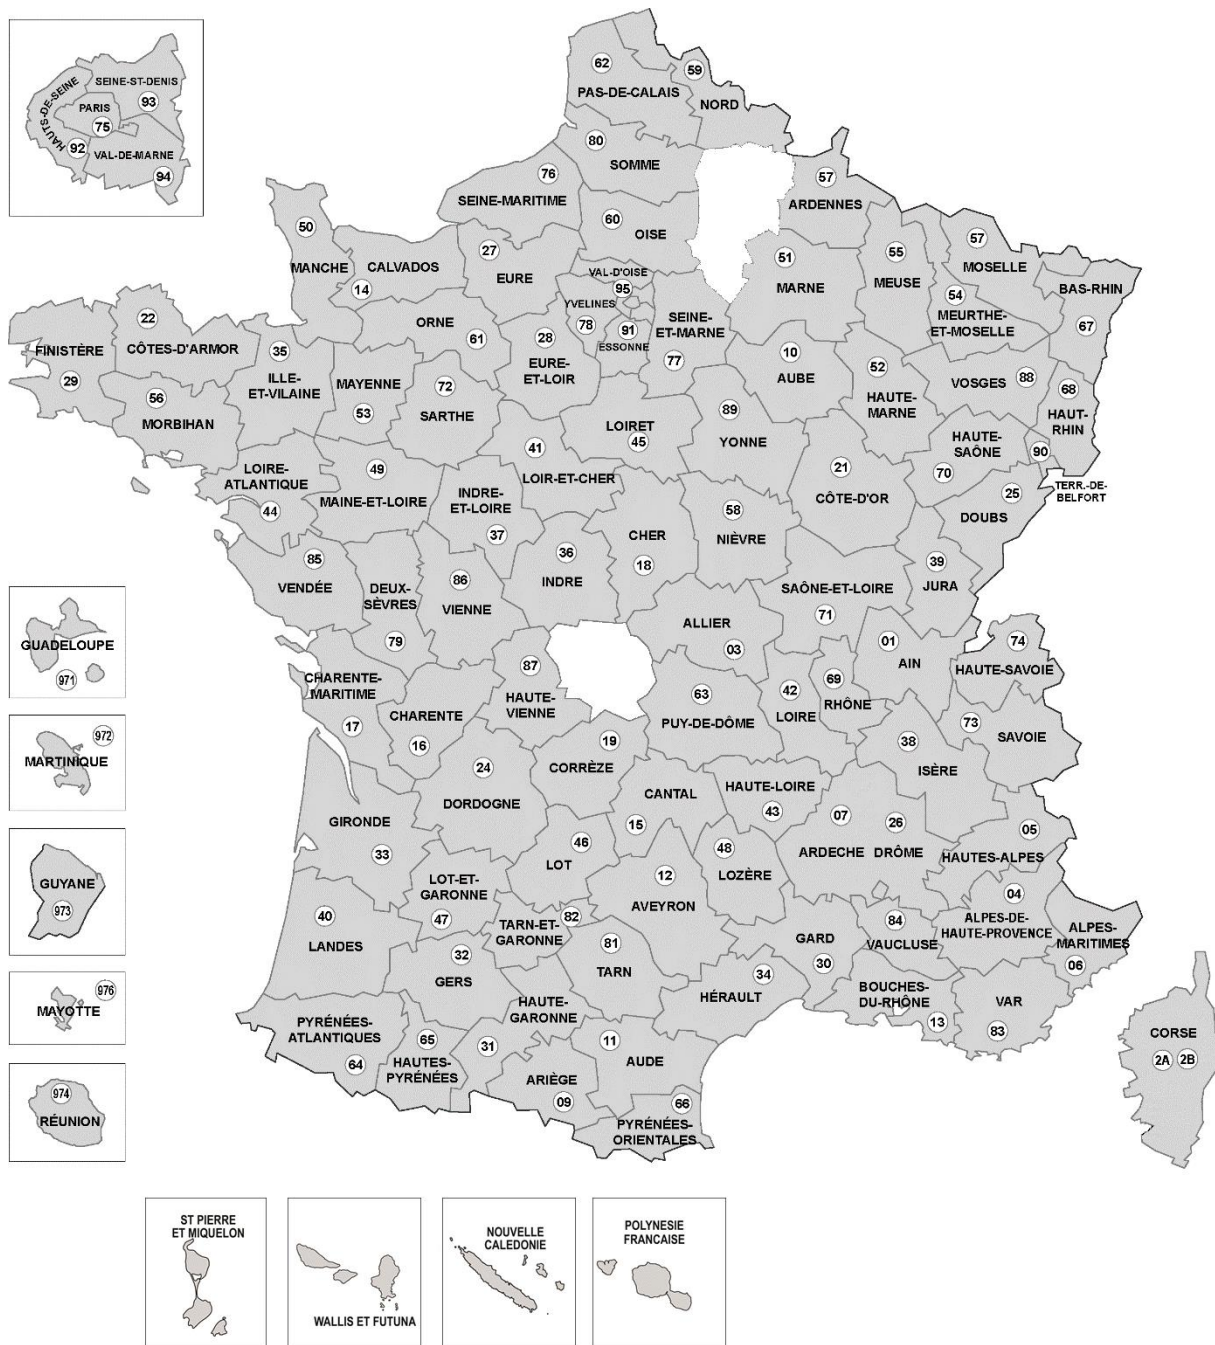 SEINE-ST-DENIS
93
HAUTS-DE-SEINE
PARIS
75
92
VAL-DE-MARNE
94
62
PAS-DE-CALAIS
59
NORD
80
SOMME
76
SEINE-MARITIME
57
ARDENNES
60
OISE
50
MANCHE
CALVADOS
14
27
EURE
VAL-D'OISE
95
51
MARNE
55
MEUSE
57
MOSELLE
54
MEURTHE-
ET-MOSELLE
BAS-RHIN
67
22
CÔTES-D'ARMOR
FINISTÈRE
29
35
ILLE-
ET-VILAINE
56
MORBIHAN
ORNE
61
MAYENNE
53
72
SARTHE
28
EURE-
ET-LOIR
YVELINES
78
91
ESSONNE
SEINE-
ET-MARNE
77
10
AUBE
52
HAUTE-
MARNE
VOSGES
88
68
HAUT-
RHIN
LOIRE-
ATLANTIQUE
44
49
MAINE-ET-LOIRE
41
LOIR-ET-CHER
LOIRET
45
89
YONNE
21
CÔTE-D'OR
HAUTE-
SAÔNE
70
90
TERR.-DE-
BELFORT
25
DOUBS
INDRE-
ET-LOIRE
37
85
VENDÉE
DEUX-
SÈVRES
79
86
VIENNE
36
INDRE
CHER
18
58
NIÈVRE
SAÔNE-ET-LOIRE
71
39
JURA
ALLIER
03
01
AIN
74
HAUTE-SAVOIE
CHARENTE-
MARITIME
17
CHARENTE
16
87
HAUTE-
VIENNE
63
PUY-DE-DÔME
42
LOIRE
69
RHÔNE
73
SAVOIE
38
ISÈRE
19
CORRÈZE
24
DORDOGNE
GIRONDE
33
CANTAL
15
HAUTE-LOIRE
43
07
ARDECHE
26
DRÔME
05
HAUTES-ALPES
46
LOT
48
LOZÈRE
12
AVEYRON
LOT-ET-
GARONNE
47
40
LANDES
TARN-ET-
GARONNE
82
81
TARN
32
GERS
GARD
30
84
VAUCLUSE
04
ALPES-DE-
HAUTE-PROVENCE
ALPES-
MARITIMES
06
34
HÉRAULT
BOUCHES-
DU-RHÔNE
13
VAR
83
PYRÉNÉES-
ATLANTIQUES
64
65
HAUTES-
PYRÉNÉES
HAUTE-
GARONNE
31
ARIÈGE
09
11
AUDE
66
PYRÉNÉES-
ORIENTALES
CORSE
2A 2B
GUADELOUPE
971
972
MARTINIQUE
GUYANE
973
976
MAYOTTE
974
RÉUNION
ST PIERRE
ET MIQUELON
WALLIS ET FUTUNA
NOUVELLE
CALEDONIE
POLYNESIE
FRANCAISE